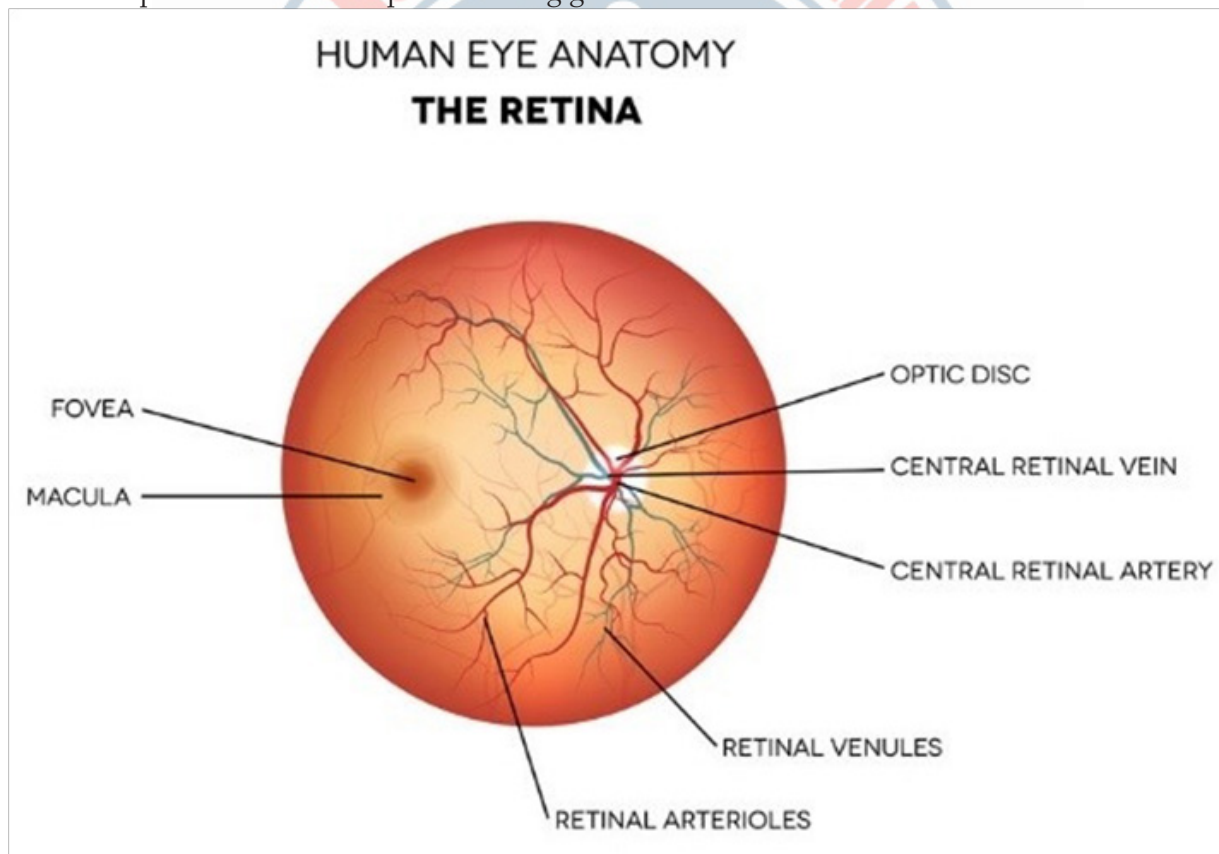 HUMAN EYE ANATOMY
THE RETINA
OPTIC DISC
FOVEA
CENTRAL RETINAL VEIN
MACULA
CENTRAL RETINAL ARTERY
RETINAL VENULES
RETINAL ARTERIOLES